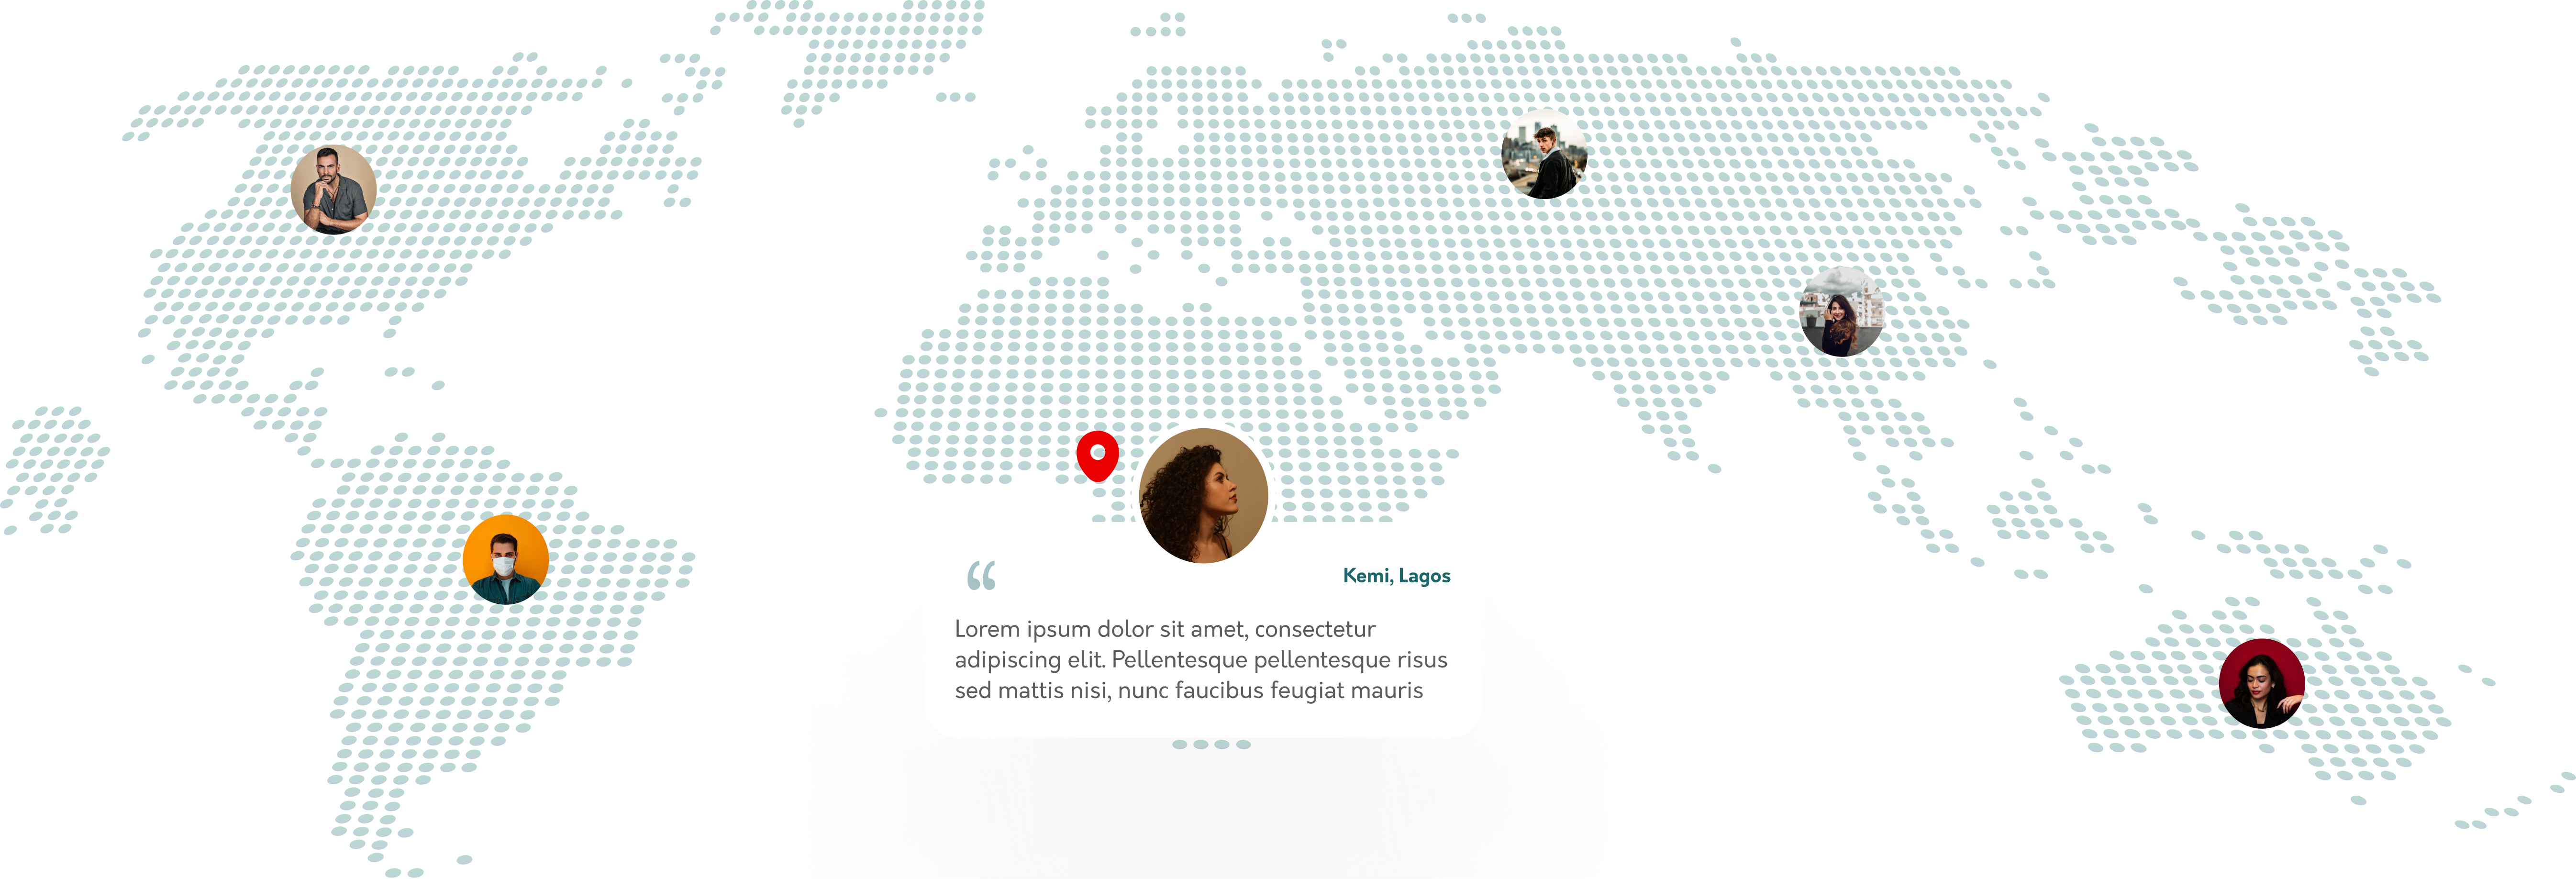 “
Kemi, Lagos
Lorem ipsum dolor sit amet, consectetur
adipiscing elit. Pellentesque pellentesque risus
sed mattis nisi, nunc faucibus feugiat mauris